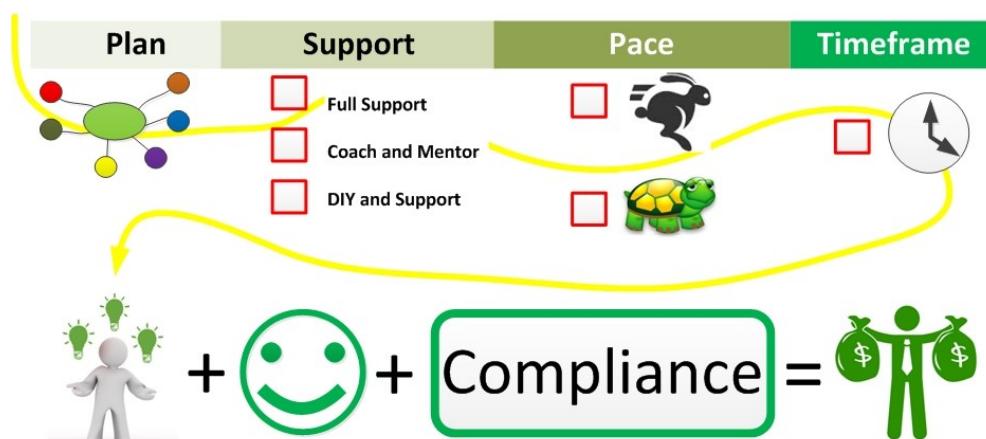 Plan Support Pace Timeframe
Full Support
Coach and Mentor
DIY and Support
+ + Compliance =
$ $